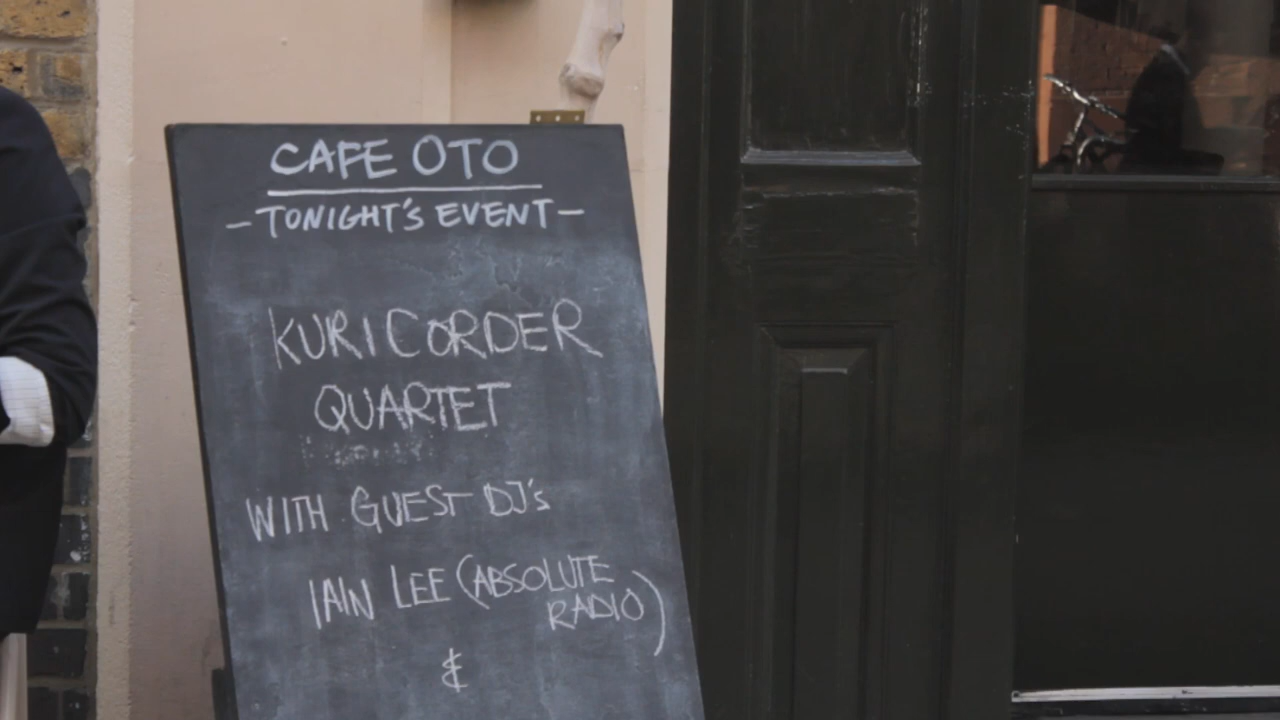 CAFE OTO
-TONIGHT'S EVENT-
KURICORDER
QUARTET
WITH GUEST DJ's
IAIN LEE (ABSOLUTE
RADIO)
&